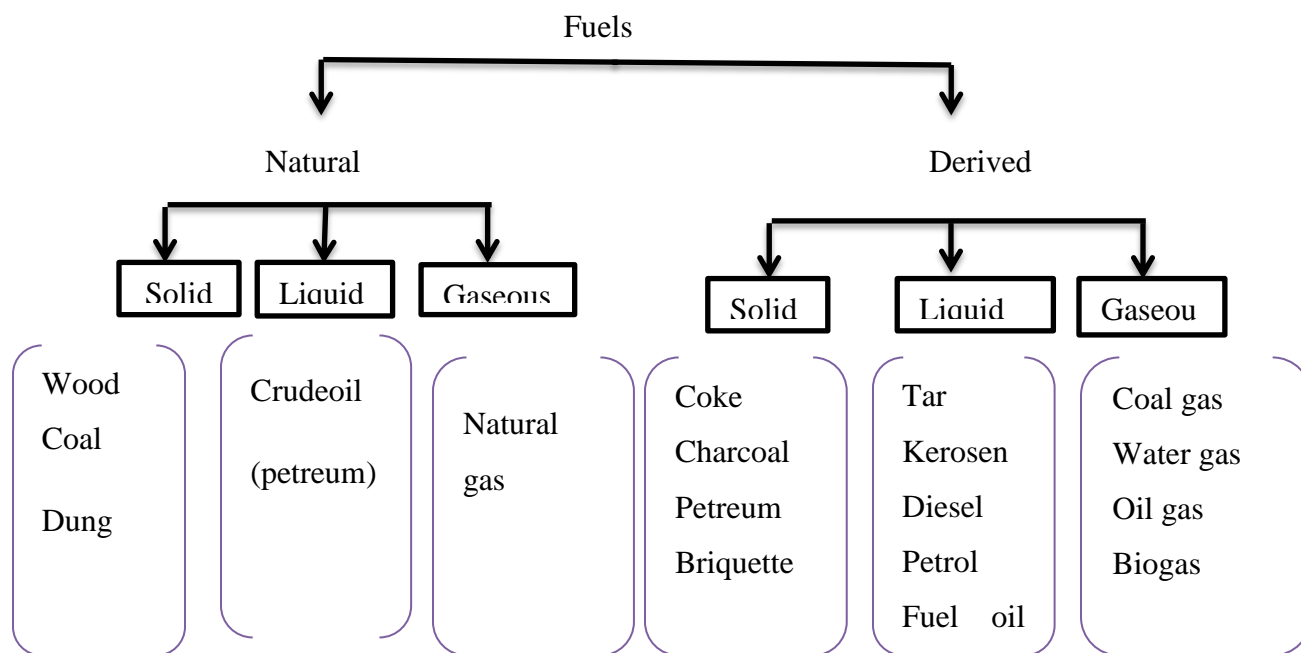 Fuels
Natural
Derived
Solid
Liquid
Gaseous
Solid
Liquid
Gaseou
Wood
Coal
Dung
Crudeoil
(petreum)
Natural
gas
Coke
Charcoal
Petreum
Briquette
Tar
Kerosen
Diesel
Petrol
Fuel oil
Coal gas
Water gas
Oil gas
Biogas